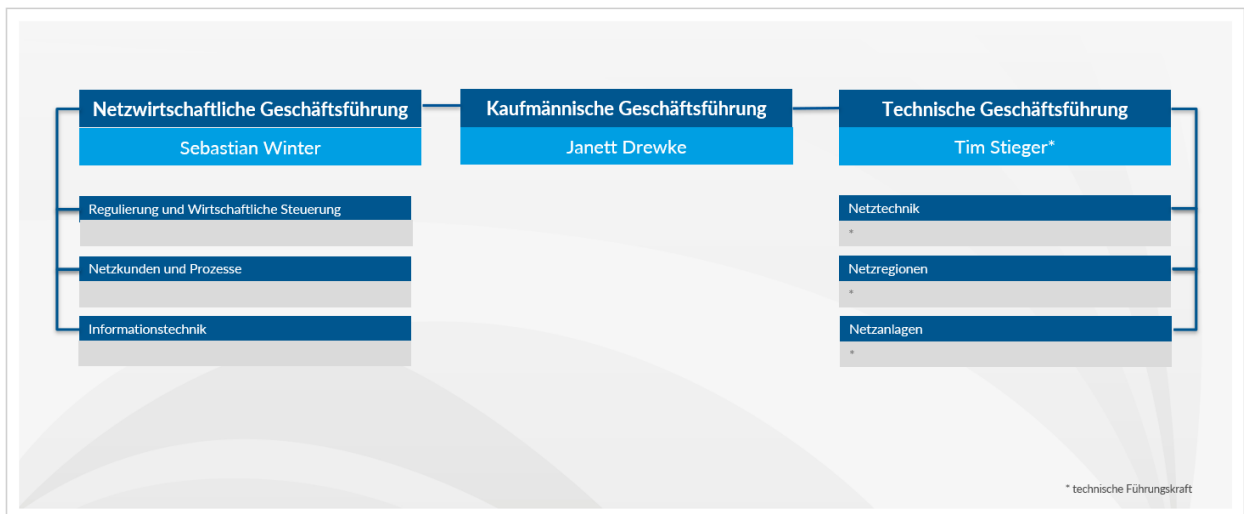 Netzwirtschaftliche Geschäftsführung
Sebastian Winter
Regulierung und Wirtschaftliche Steuerung
Netzkunden und Prozesse
Informationstechnik
Kaufmännische Geschäftsführung
Janett Drewke
Technische Geschäftsführung
Tim Stieger*
Netztechnik
*
Netzregionen
*
Netzanlagen
*
* technische Führungskraft